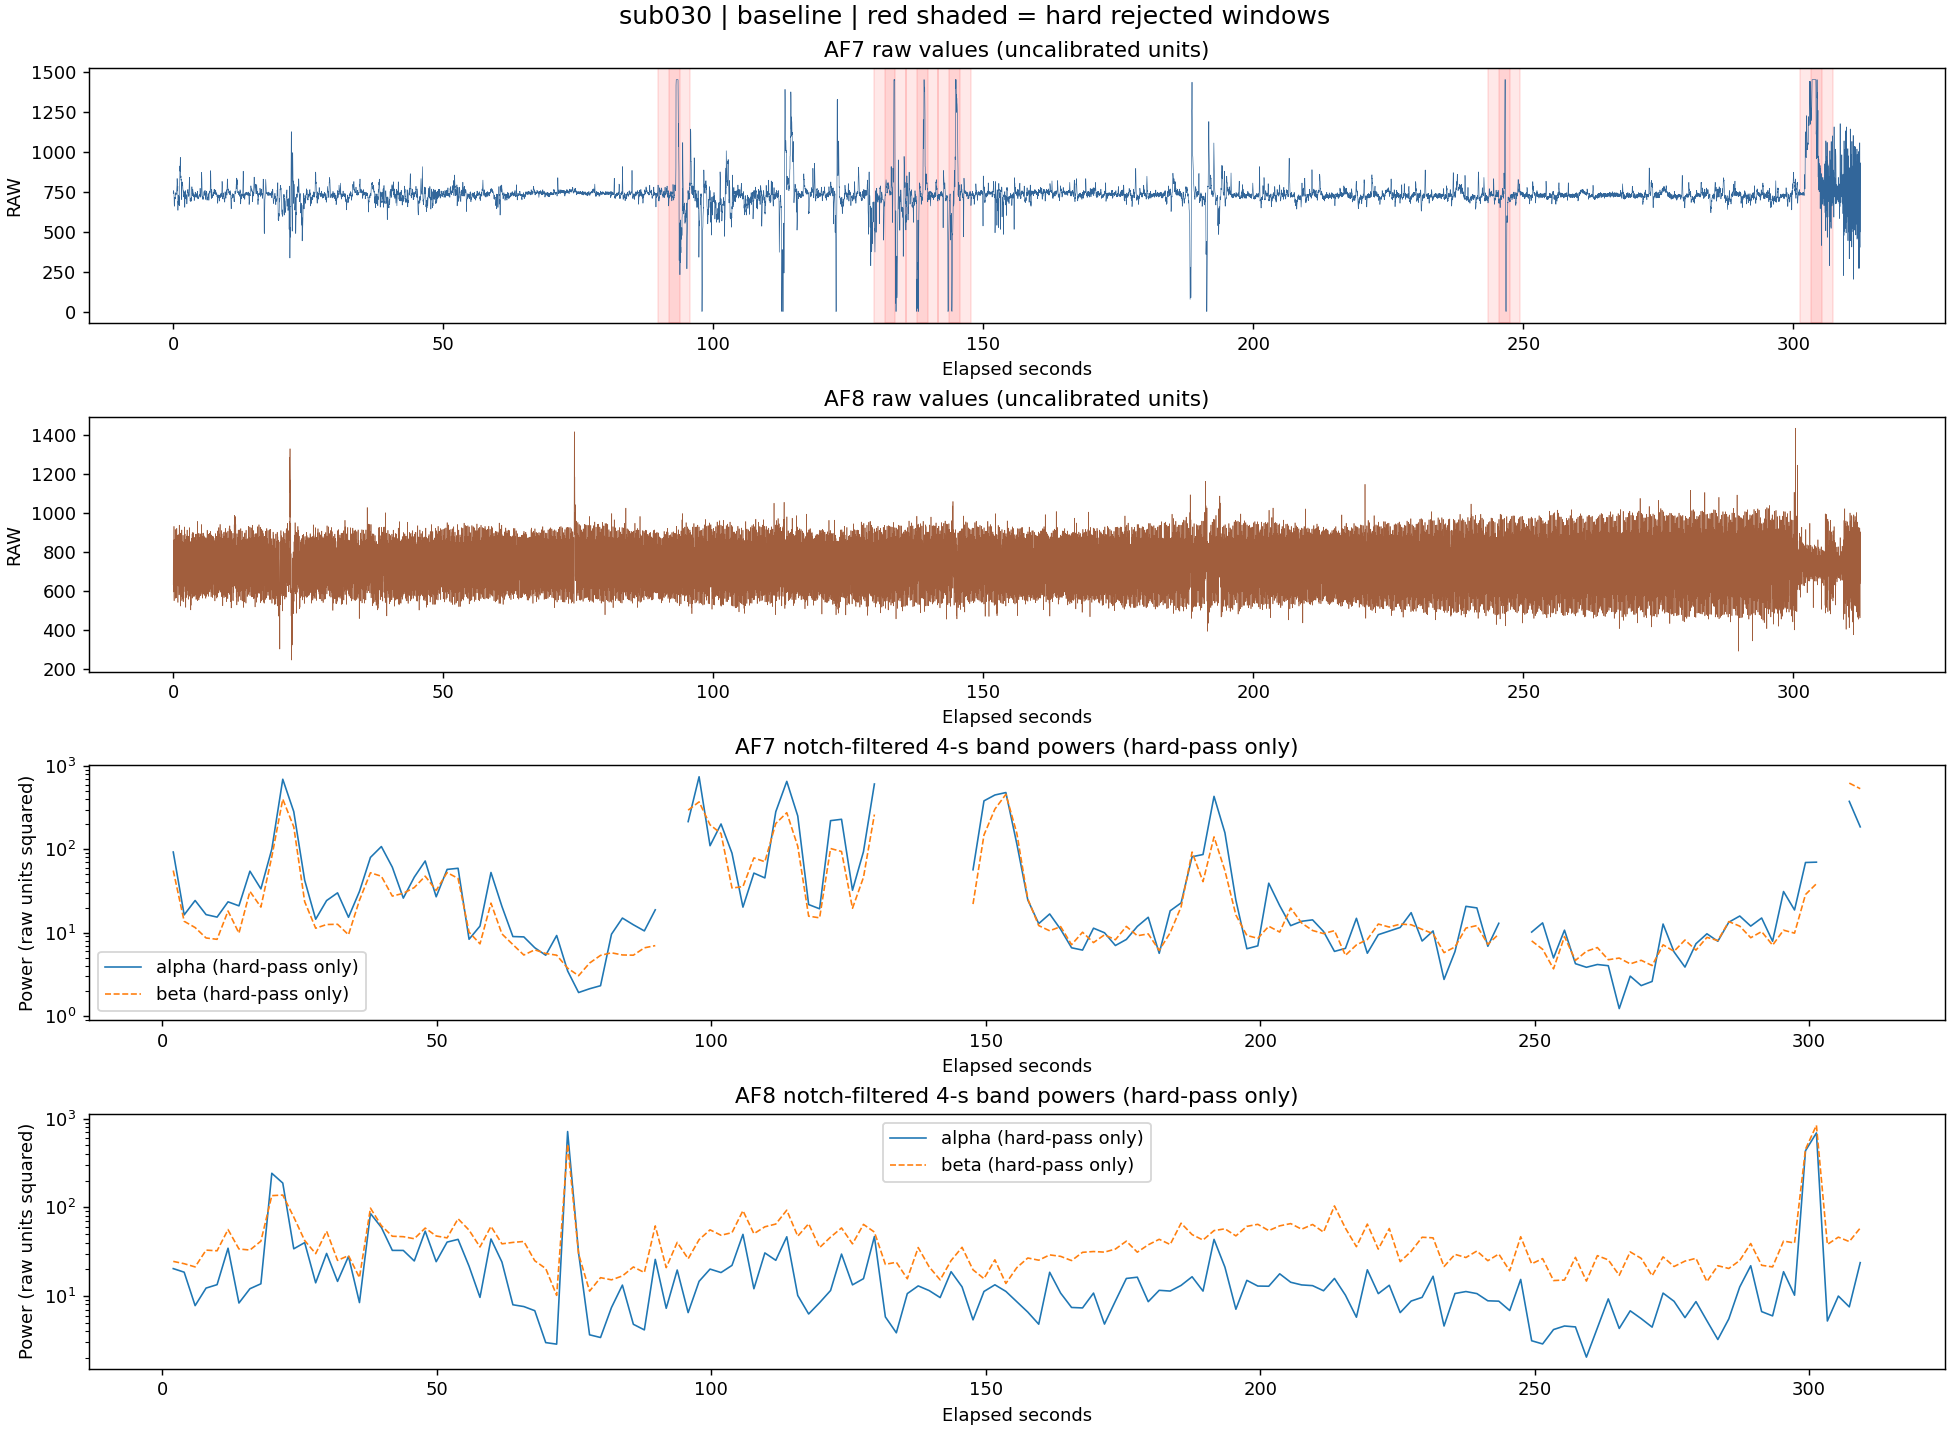 sub030 | baseline | red shaded = hard rejected windows
AF7 raw values (uncalibrated units)
RAW
1500
1250
1000
750
500
250
0
0 50 100 150 200 250 300
Elapsed seconds
AF8 raw values (uncalibrated units)
RAW
1400
1200
1000
800
600
400
200
0 50 100 150 200 250 300
Elapsed seconds
AF7 notch-filtered 4-s band powers (hard-pass only)
Power (raw units squared)
10³
10²
10¹
10⁰
alpha (hard-pass only)
beta (hard-pass only)
0 50 100 150 200 250 300
Elapsed seconds
AF8 notch-filtered 4-s band powers (hard-pass only)
Power (raw units squared)
10³
10²
10¹
alpha (hard-pass only)
beta (hard-pass only)
0 50 100 150 200 250 300
Elapsed seconds